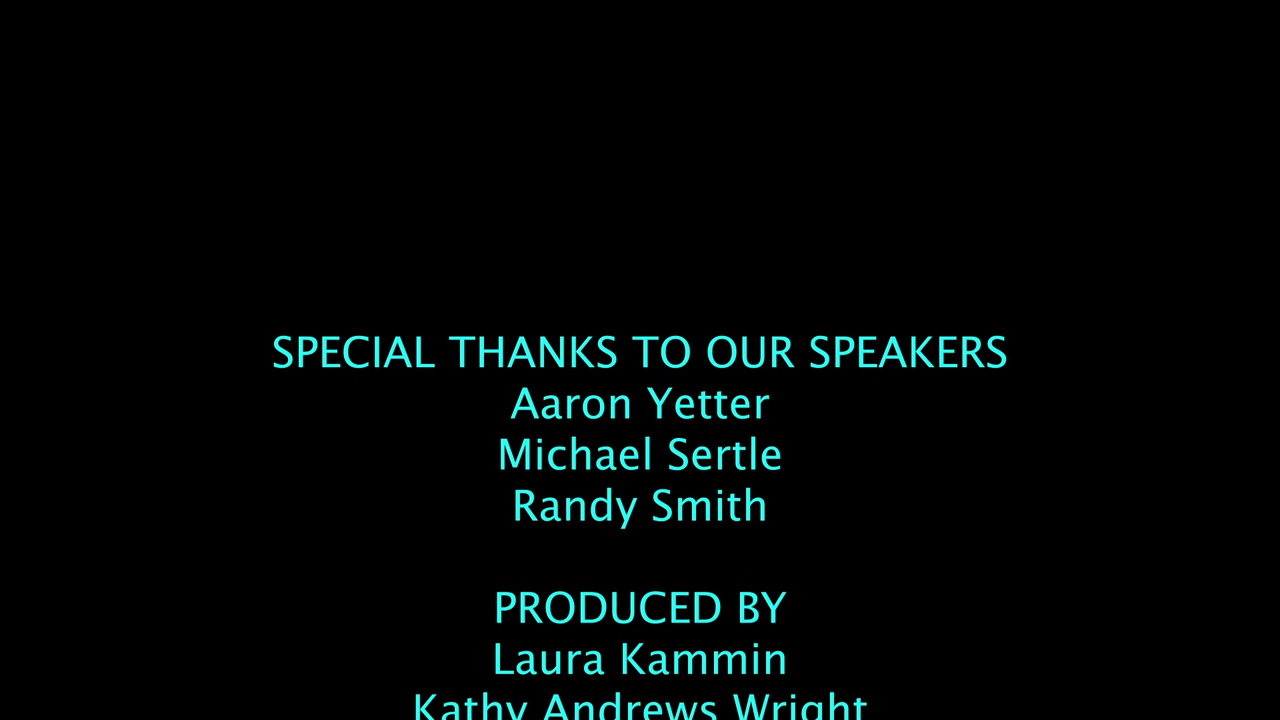 SPECIAL THANKS TO OUR SPEAKERS
Aaron Yetter
Michael Sertle
Randy Smith
PRODUCED BY
Laura Kammin
Kathy Andrews Wright